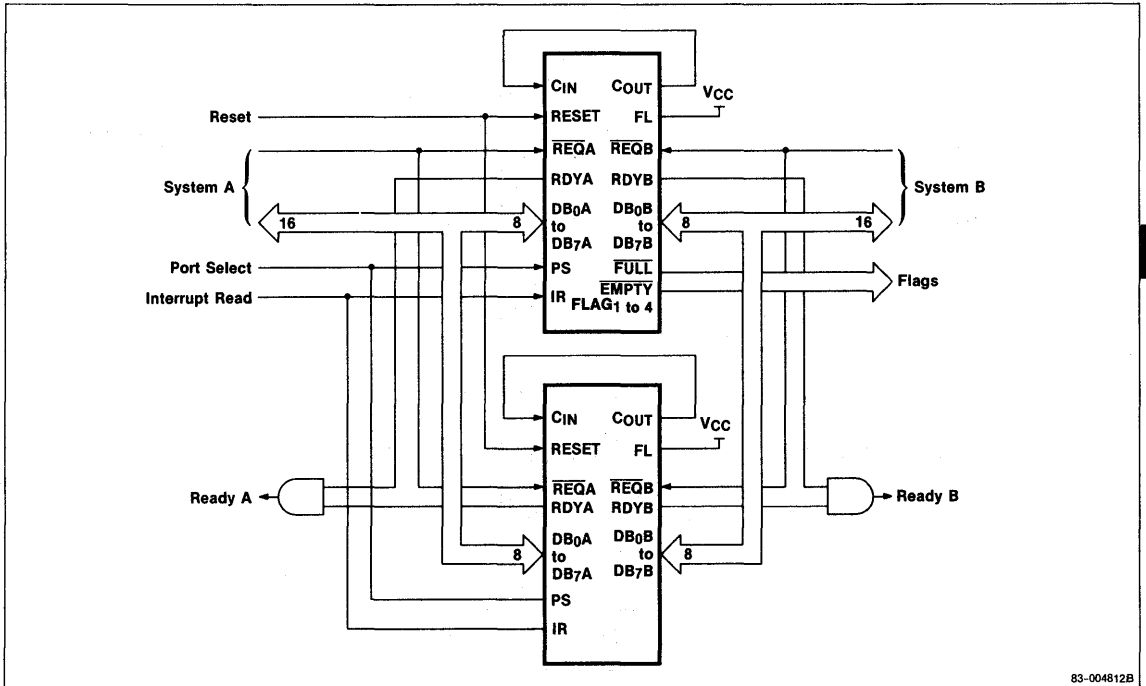 CIN COUT
VCC
Reset RESET FL
REQA REQB
System A RDYA RDYB System B
16 8 DB0A to DB7A DB0B to DB7B 8 16
Port Select PS FULL
Flags
Interrupt Read IR EMPTY
FLAG1 to 4
CIN COUT
VCC
RESET FL
REQA REQB
Ready A RDYA RDYB Ready B
8 DB0A to DB7A DB0B to DB7B 8
PS
IR
83-004812B